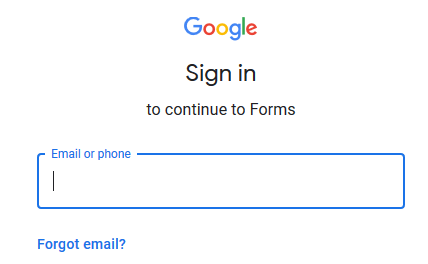 Google
Sign in
to continue to Forms
Email or phone
Forgot email?